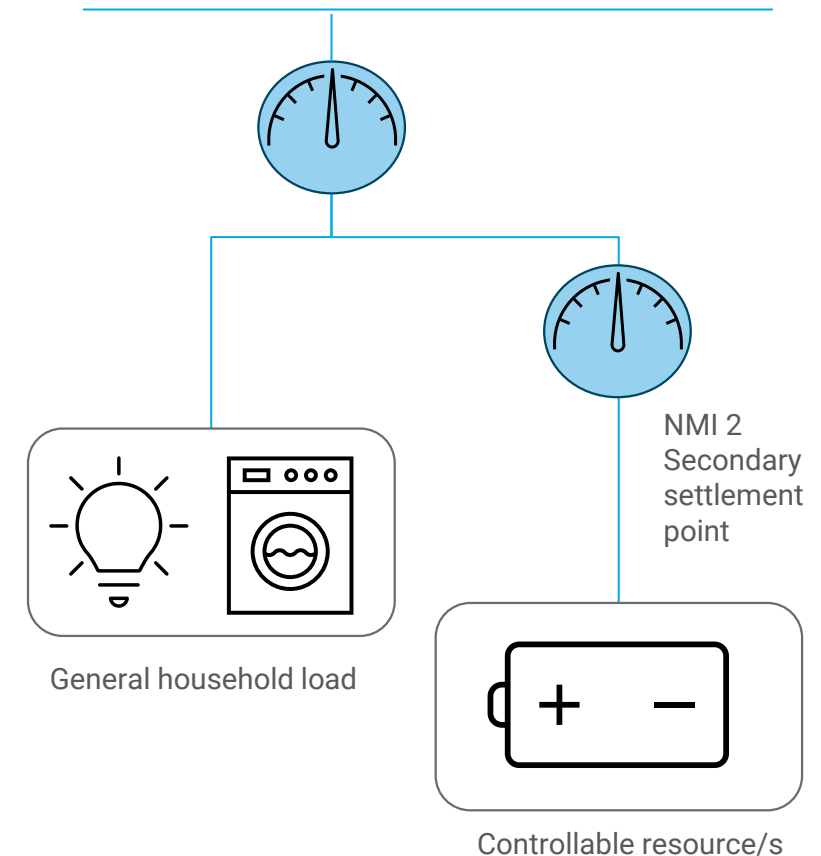 NMI 2
Secondary
settlement
point
General household load
Controllable resource/s